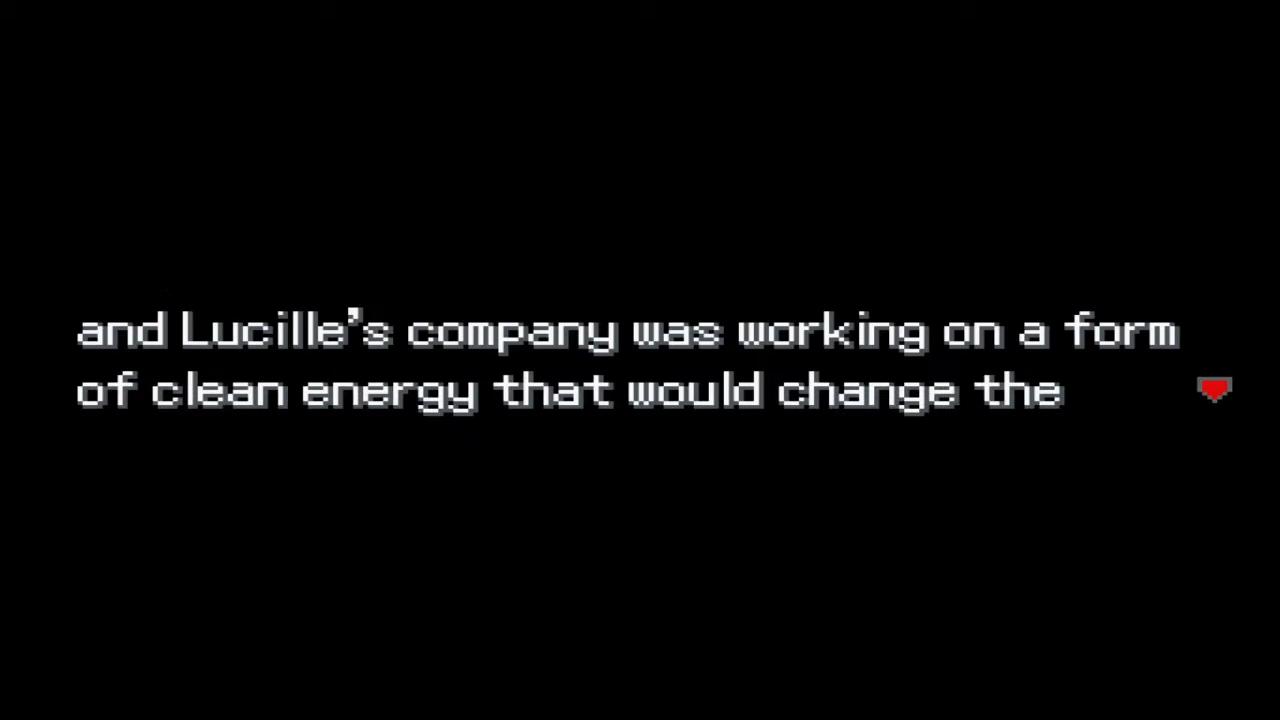 and Lucille's company was working on a form
of clean energy that would change the